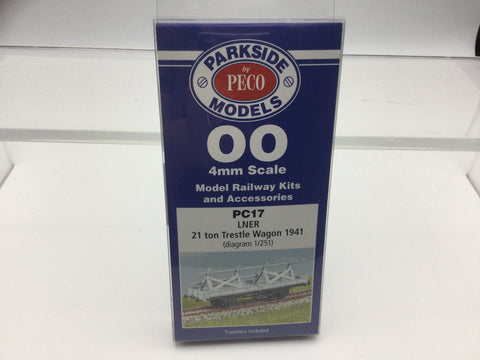 PARKSIDE
by
PECO
MODELS
OO
4mm Scale
Model Railway Kits
and Accessories
PC17
LNER
21 ton Trestle Wagon 1941
(diagram 1/251)
Transfers included